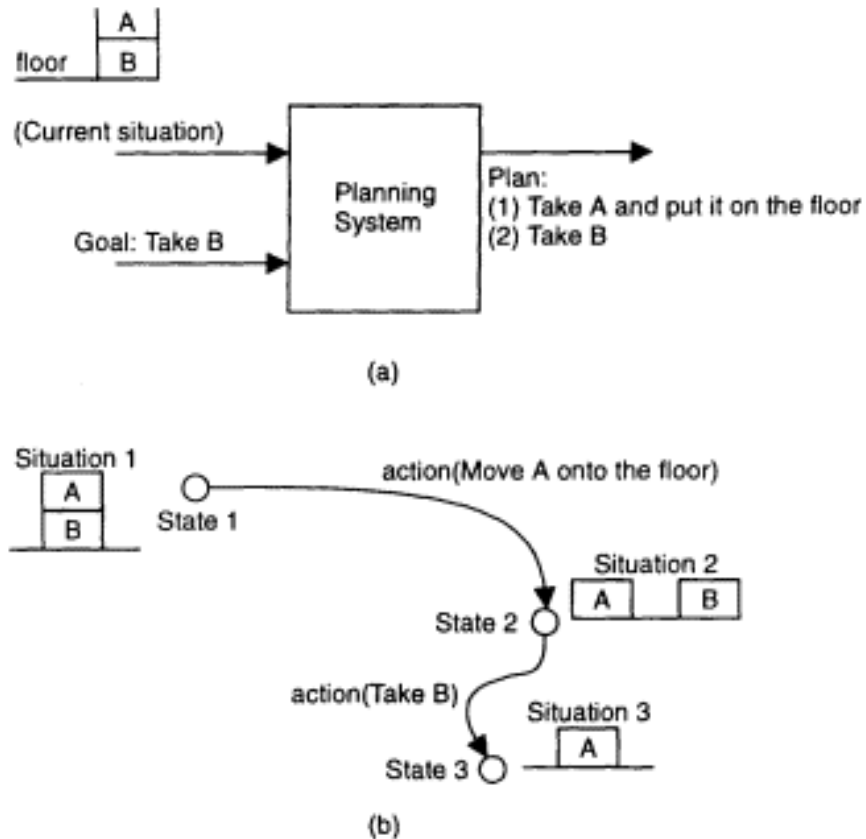 A
floor
B
(Current situation)
Planning
System
Goal: Take B
Plan:
(1) Take A and put it on the floor
(2) Take B
(a)
Situation 1
A
B
State 1
action(Move A onto the floor)
Situation 2
A B
State 2
action(Take B)
Situation 3
A
State 3
(b)